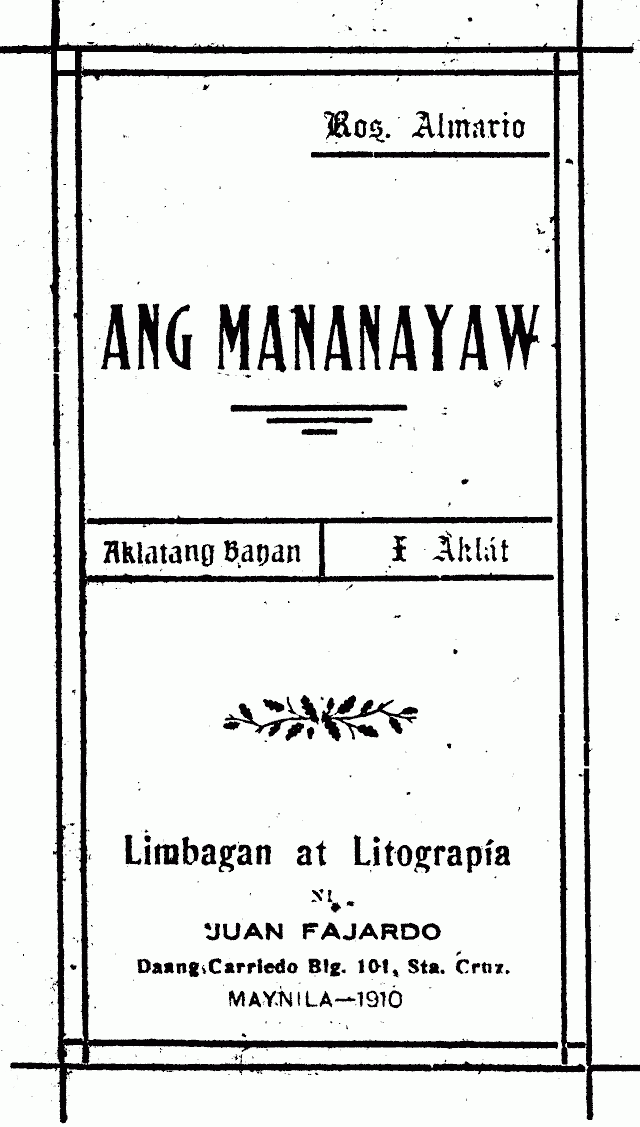 Ros. Almario
ANG MANANAYAW
Aklatang Bayan
I Aklát
Limbagan at Litograpía
NI
JUAN FAJARDO
Daang Carriedo Blg. 101, Sta. Cruz.
MAYNILA—1910